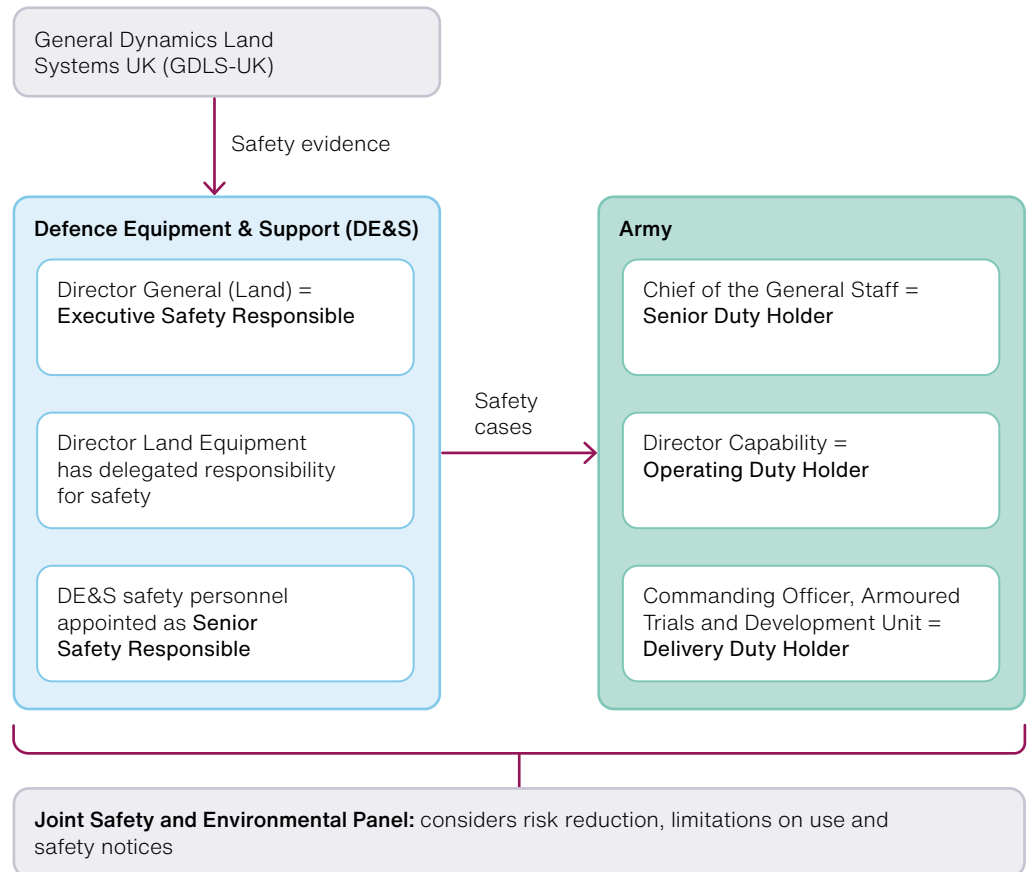 General Dynamics Land
Systems UK (GDLS-UK)
Safety evidence
Defence Equipment & Support (DE&S)
Director General (Land) =
Executive Safety Responsible
Director Land Equipment
has delegated responsibility
for safety
DE&S safety personnel
appointed as Senior
Safety Responsible
Safety
cases
Army
Chief of the General Staff =
Senior Duty Holder
Director Capability =
Operating Duty Holder
Commanding Officer, Armoured
Trials and Development Unit =
Delivery Duty Holder
Joint Safety and Environmental Panel: considers risk reduction, limitations on use and
safety notices